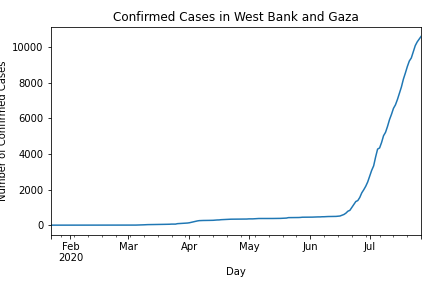 Confirmed Cases in West Bank and Gaza
Number of Confirmed Cases
10000
8000
6000
4000
2000
0
Feb
2020
Mar
Apr
May
Jun
Jul
Day